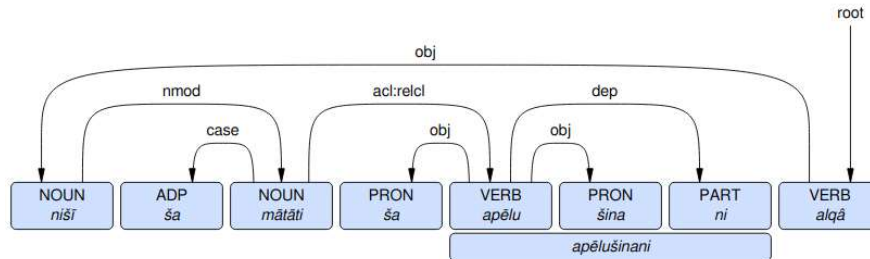 root
obj
nmod acl:relcl dep
case obj obj
NOUN ADP NOUN PRON VERB PRON PART VERB
nišī ša mātāti ša apēlu šina ni alqâ
apēlušinani